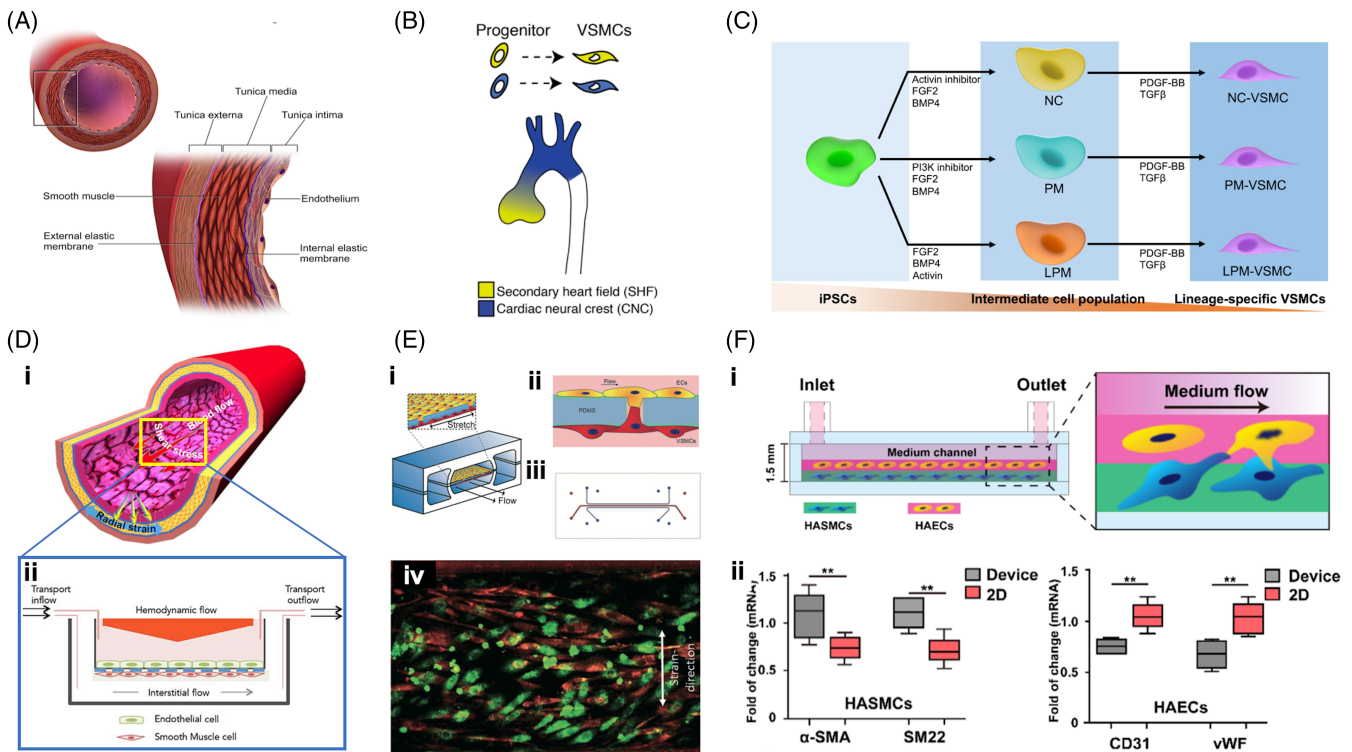 (A)
Tunica media
Tunica externa
Tunica intima
Smooth muscle
Endothelium
External elastic
membrane
Internal elastic
membrane
(B)
Progenitor
VSMCs
Secondary heart field (SHF)
Cardiac neural crest (CNC)
(C)
Activin inhibitor
FGF2
BMP4
NC
PDGF-BB
TGFβ
NC-VSMC
PI3K inhibitor
FGF2
BMP4
PM
PDGF-BB
TGFβ
PM-VSMC
FGF2
BMP4
Activin
LPM
PDGF-BB
TGFβ
LPM-VSMC
iPSCs
Intermediate cell population
Lineage-specific VSMCs
(D)
i
Blood flow
Shear stress
Radial strain
ii
Transport
inflow
Hemodynamic flow
Transport
outflow
Interstitial flow
Endothelial cell
Smooth Muscle cell
(E)
i
Stretch
Flow
ii
Flow
ECs
PDMS
VSMCs
iii
iv
Strain-
direction
(F)
i
Inlet
Outlet
Medium channel
1.5 mm
HASMCs
HAECs
Medium flow
ii
Fold of change (mRNA)
1.5
1.0
0.5
0
**
**
Device
2D
HASMCs
α-SMA
SM22
Fold of change (mRNA)
1.5
1.0
0.5
0
**
**
Device
2D
HAECs
CD31
vWF